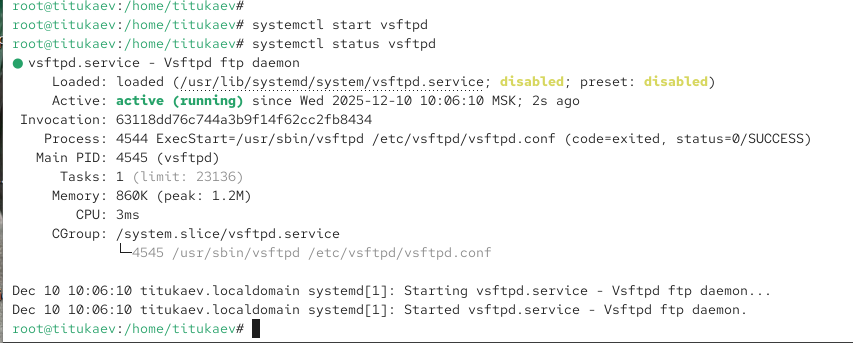 root@titukaev:/home/titukaev#
root@titukaev:/home/titukaev# systemctl start vsftpd
root@titukaev:/home/titukaev# systemctl status vsftpd
● vsftpd.service - Vsftpd ftp daemon
Loaded: loaded (/usr/lib/systemd/system/vsftpd.service; disabled; preset: disabled)
Active: active (running) since Wed 2025-12-10 10:06:10 MSK; 2s ago
Invocation: 63118dd76c744a3b9f14f62cc2fb8434
Process: 4544 ExecStart=/usr/sbin/vsftpd /etc/vsftpd/vsftpd.conf (code=exited, status=0/SUCCESS)
Main PID: 4545 (vsftpd)
Tasks: 1 (limit: 23136)
Memory: 860K (peak: 1.2M)
CPU: 3ms
CGroup: /system.slice/vsftpd.service
└─4545 /usr/sbin/vsftpd /etc/vsftpd/vsftpd.conf
Dec 10 10:06:10 titukaev.localdomain systemd[1]: Starting vsftpd.service - Vsftpd ftp daemon...
Dec 10 10:06:10 titukaev.localdomain systemd[1]: Started vsftpd.service - Vsftpd ftp daemon.
root@titukaev:/home/titukaev#